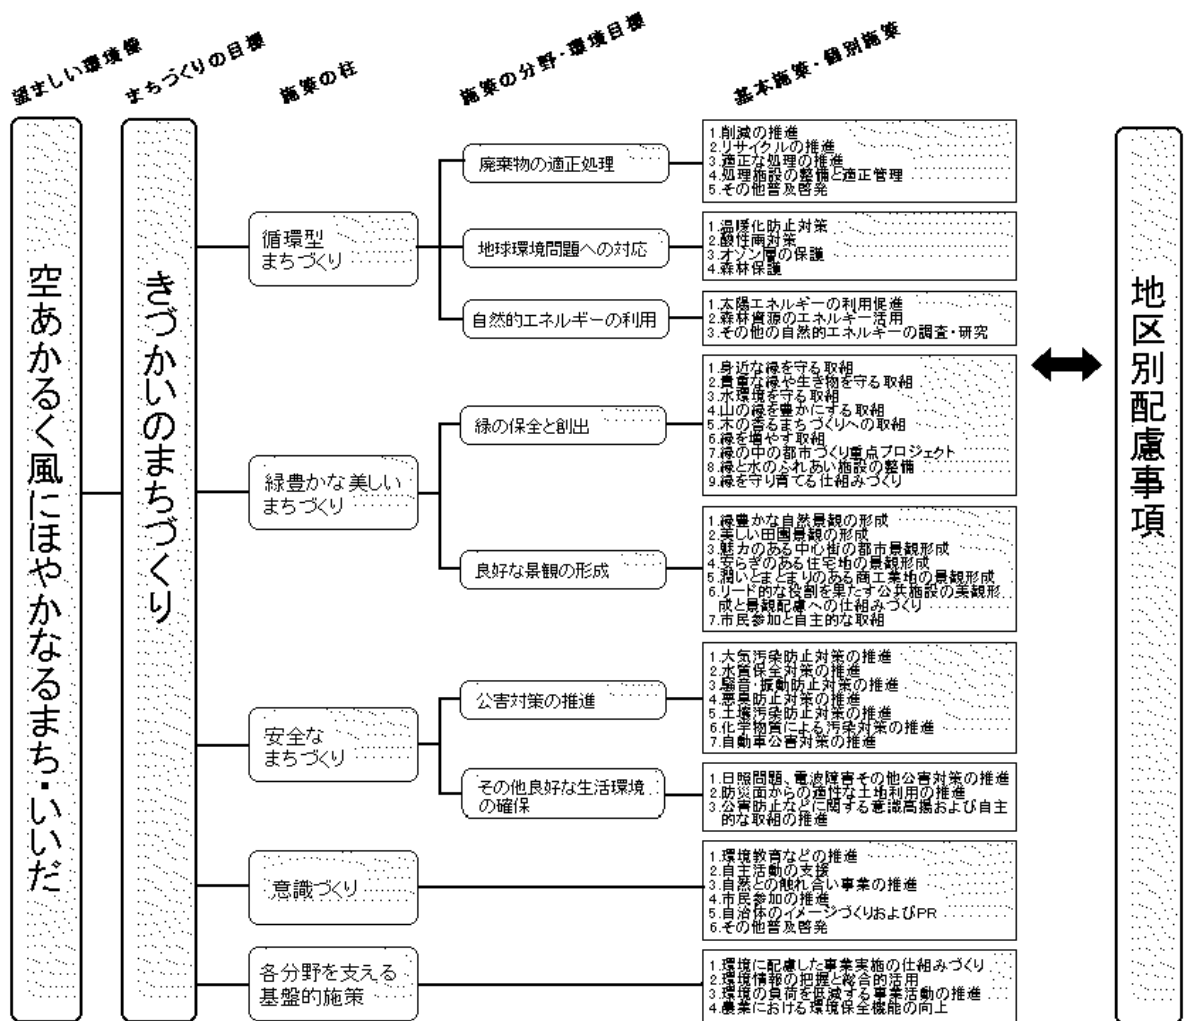 望ましい環境像
まちづくりの目標
施策の柱
施策の分野・環境目標
基本施策・個別施策
空あかるく風にほやかなるまち・いいだ
きづかいのまちづくり
循環型
まちづくり
廃棄物の適正処理
1.削減の推進
2.リサイクルの推進
3.適正な処理の推進
4.処理施設の整備と適正管理
5.その他普及啓発
地球環境問題への対応
1.温暖化防止対策
2.酸性雨対策
3.オゾン層の保護
4.森林保護
自然的エネルギーの利用
1.太陽エネルギーの利用促進
2.森林資源のエネルギー活用
3.その他の自然的エネルギーの調査・研究
緑豊かな美しい
まちづくり
緑の保全と創出
1.身近な緑を守る取組
2.貴重な緑や生き物を守る取組
3.水環境を守る取組
4.山の緑を豊かにする取組
5.木の香るまちづくりへの取組
6.緑を増やす取組
7.緑の中の都市づくり重点プロジェクト
8.緑と水のふれあい施設の整備
9.緑を守り育てる仕組みづくり
良好な景観の形成
1.緑豊かな自然景観の形成
2.美しい田園景観の形成
3.魅力のある中心街の都市景観形成
4.安らぎのある住宅地の景観形成
5.潤いとまとまりのある商工業地の景観形成
6.リード的な役割を果たす公共施設の美観形
成と景観配慮への仕組みづくり
7.市民参加と自主的な取組
安全な
まちづくり
公害対策の推進
1.大気汚染防止対策の推進
2.水質保全対策の推進
3.騒音・振動防止対策の推進
4.悪臭防止対策の推進
5.土壌汚染防止対策の推進
6.化学物質による汚染対策の推進
7.自動車公害対策の推進
その他良好な生活環境
の確保
1.日照問題、電波障害その他公害対策の推進
2.防災面からの適性な土地利用の推進
3.公害防止などに関する意識高揚および自主
的な取組の推進
意識づくり
1.環境教育などの推進
2.自主活動の支援
3.自然との触れ合い事業の推進
4.市民参加の推進
5.自治体のイメージづくりおよびPR
6.その他普及啓発
各分野を支える
基盤的施策
1.環境に配慮した事業実施の仕組みづくり
2.環境情報の把握と総合的活用
3.環境の負荷を低減する事業活動の推進
4.農業における環境保全機能の向上
地区別配慮事項